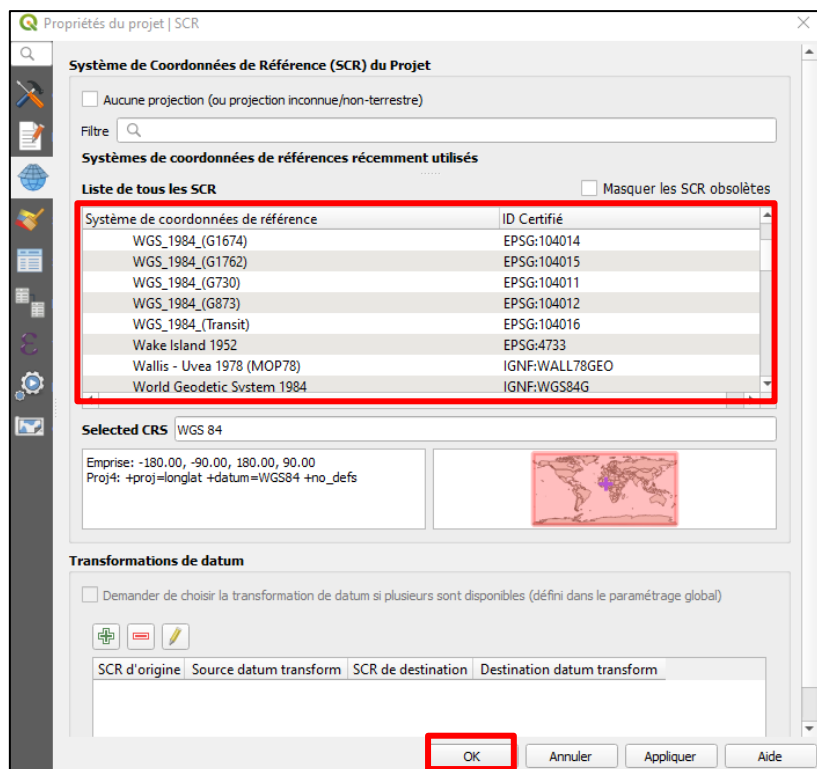 Propriétés du projet | SCR
Système de Coordonnées de Référence (SCR) du Projet
Aucune projection (ou projection inconnue/non-terrestre)
Filtre
Systèmes de coordonnées de références récemment utilisés
Liste de tous les SCR
Masquer les SCR obsolètes
Système de coordonnées de référence ID Certifié
WGS_1984_(G1674) EPSG:104014
WGS_1984_(G1762) EPSG:104015
WGS_1984_(G730) EPSG:104011
WGS_1984_(G873) EPSG:104012
WGS_1984_(Transit) EPSG:104016
Wake Island 1952 EPSG:4733
Wallis - Uvea 1978 (MOP78) IGNF:WALL78GEO
World Geodetic System 1984 IGNF:WGS84G
Selected CRS WGS 84
Emprise: -180.00, -90.00, 180.00, 90.00
Proj4: +proj=longlat +datum=WGS84 +no_defs
Transformations de datum
Demander de choisir la transformation de datum si plusieurs sont disponibles (défini dans le paramétrage global)
SCR d'origine Source datum transform SCR de destination Destination datum transform
OK Annuler Appliquer Aide